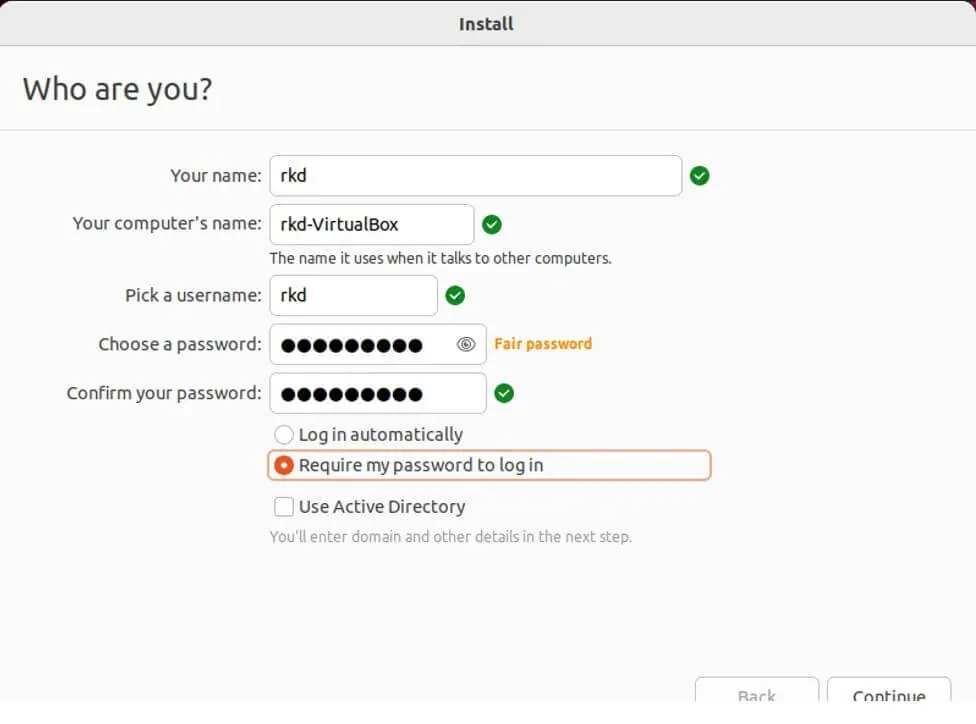 Install
Who are you?
Your name: rkd
Your computer's name: rkd-VirtualBox
The name it uses when it talks to other computers.
Pick a username: rkd
Choose a password: ●●●●●●●●● Fair password
Confirm your password: ●●●●●●●●●
Log in automatically
Require my password to log in
Use Active Directory
You'll enter domain and other details in the next step.
Back Continue